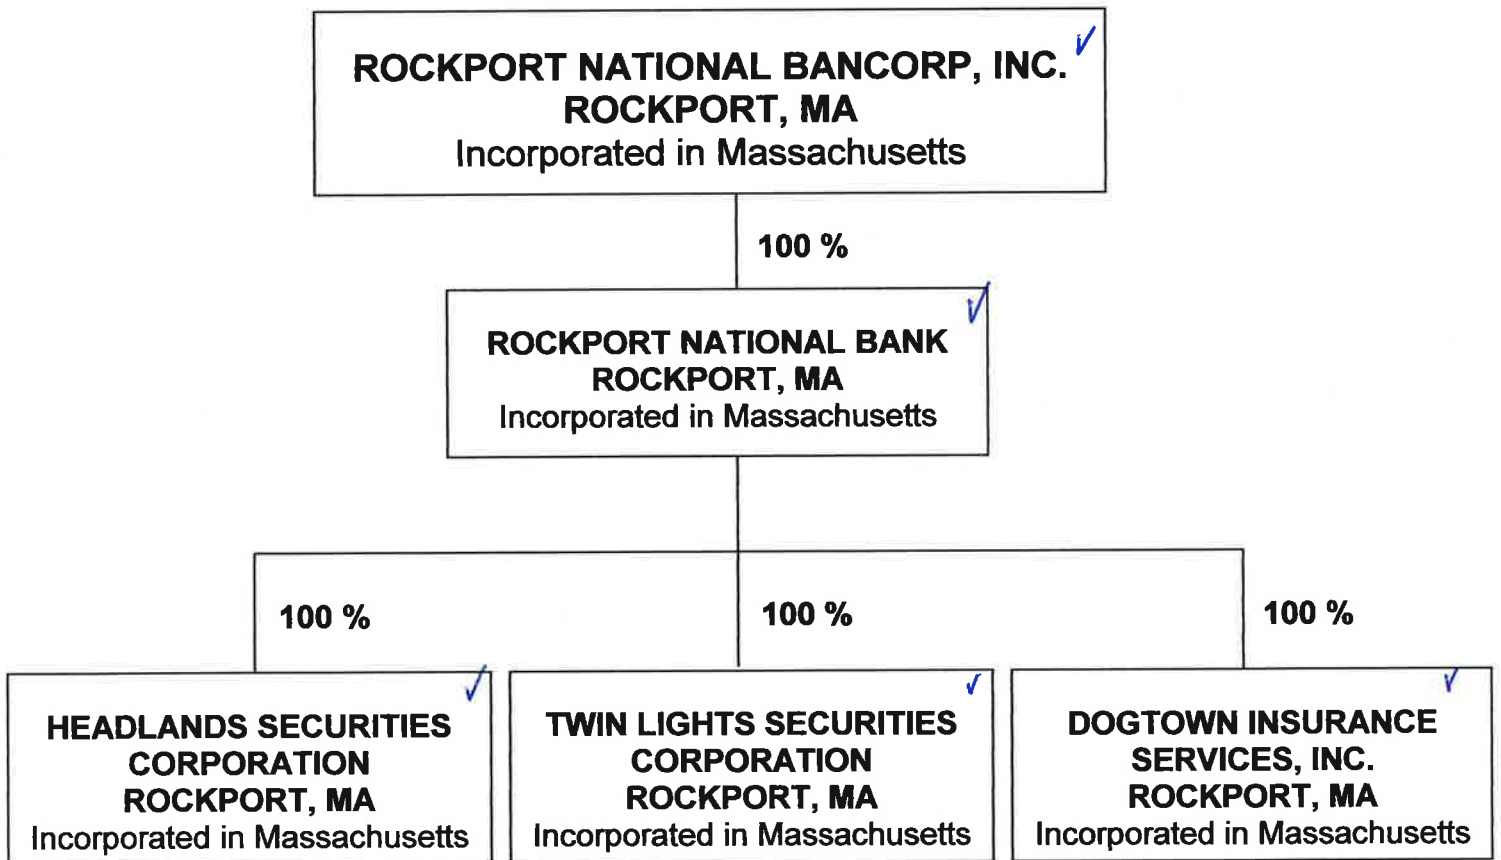 ROCKPORT NATIONAL BANCORP, INC.
ROCKPORT, MA
Incorporated in Massachusetts
100 %
ROCKPORT NATIONAL BANK
ROCKPORT, MA
Incorporated in Massachusetts
100 %
100 %
100 %
HEADLANDS SECURITIES
CORPORATION
ROCKPORT, MA
Incorporated in Massachusetts
TWIN LIGHTS SECURITIES
CORPORATION
ROCKPORT, MA
Incorporated in Massachusetts
DOGTOWN INSURANCE
SERVICES, INC.
ROCKPORT, MA
Incorporated in Massachusetts